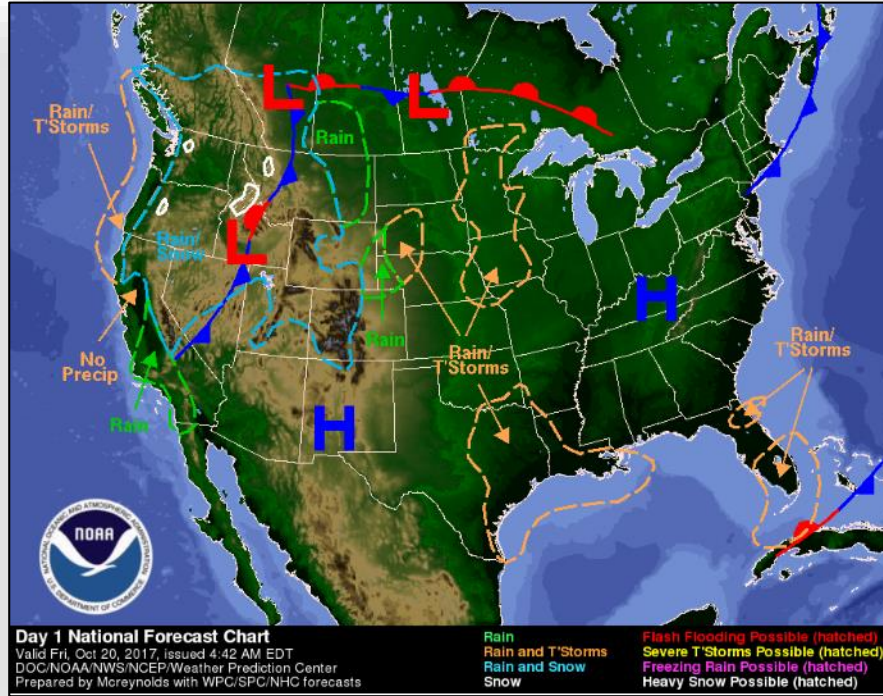 L
L
Rain/
T'Storms
Rain
Rain/
Snow
L
H
No
Precip
Rain
Rain
Rain/
T'Storms
Rain/
T'Storms
H
NOAA
NATIONAL OCEANIC AND ATMOSPHERIC ADMINISTRATION
U.S. DEPARTMENT OF COMMERCE
Day 1 National Forecast Chart
Valid Fri, Oct 20, 2017, issued 4:42 AM EDT
DOC/NOAA/NWS/NCEP/Weather Prediction Center
Prepared by Mcreynolds with WPC/SPC/NHC forecasts
Rain
Rain and T'Storms
Rain and Snow
Snow
Flash Flooding Possible (hatched)
Severe T'Storms Possible (hatched)
Freezing Rain Possible (hatched)
Heavy Snow Possible (hatched)